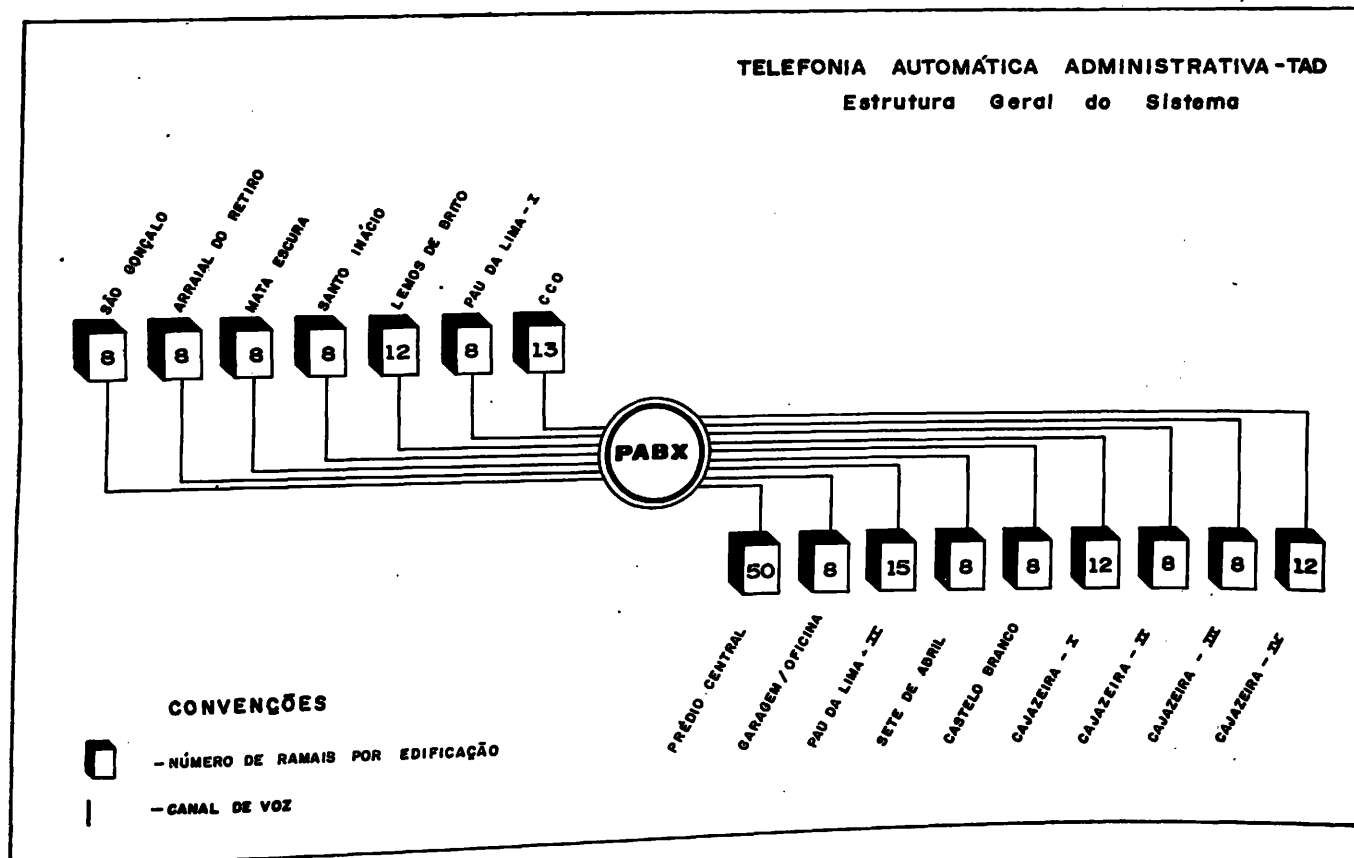 TELEFONIA AUTOMÁTICA ADMINISTRATIVA-TAD
Estrutura Geral do Sistema
SÃO GONÇALO
ARRAIAL DO RETIRO
MATA ESCURA
SANTO INÁCIO
LEMOS DE BRITO
PAU DA LIMA - I
CCO
8
8
8
8
12
8
13
PABX
50
8
15
8
8
12
8
8
12
PRÉDIO CENTRAL
GARAGEM/OFICINA
PAU DA LIMA - II
SETE DE ABRIL
CASTELO BRANCO
CAJAZEIRA - I
CAJAZEIRA - II
CAJAZEIRA - III
CAJAZEIRA - IV
CONVENÇÕES
- NÚMERO DE RAMAIS POR EDIFICAÇÃO
- CANAL DE VOZ